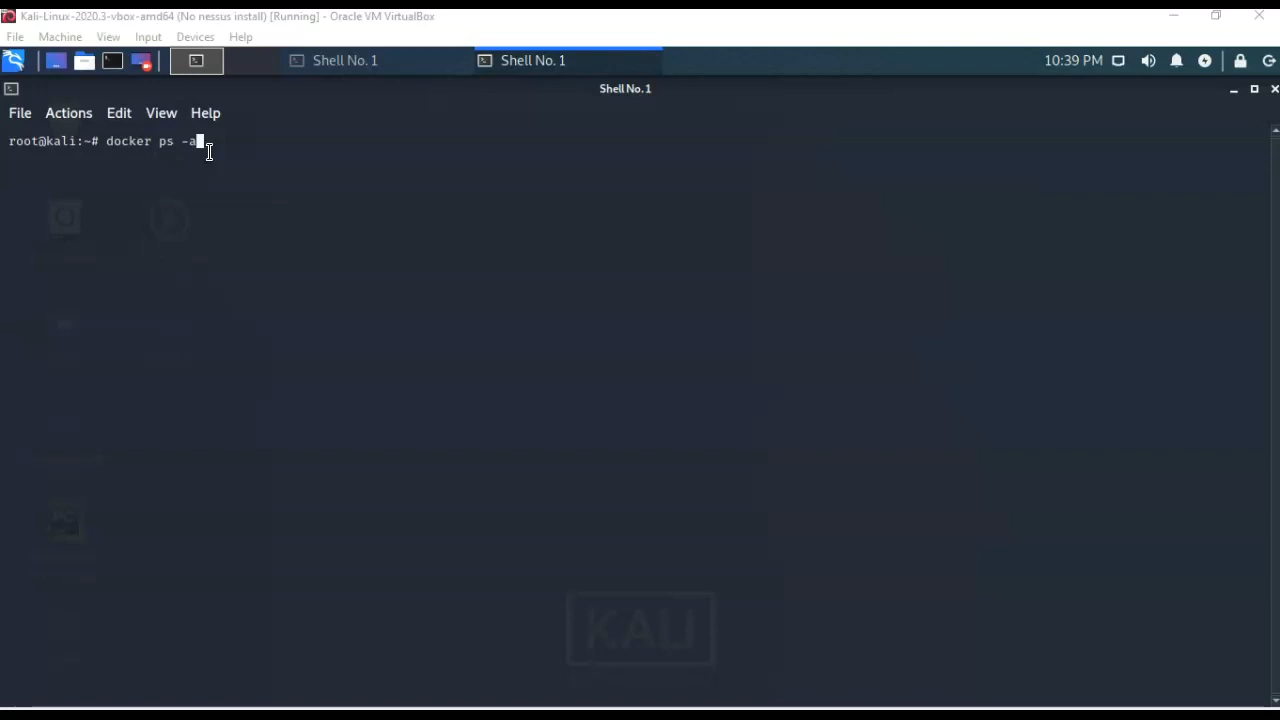 Kali-Linux-2020.3-vbox-amd64 (No nessus install) [Running] - Oracle VM VirtualBox
File Machine View Input Devices Help
Shell No. 1 Shell No. 1 10:39 PM
Shell No. 1
File Actions Edit View Help
root@kali:~# docker ps -a
KALI